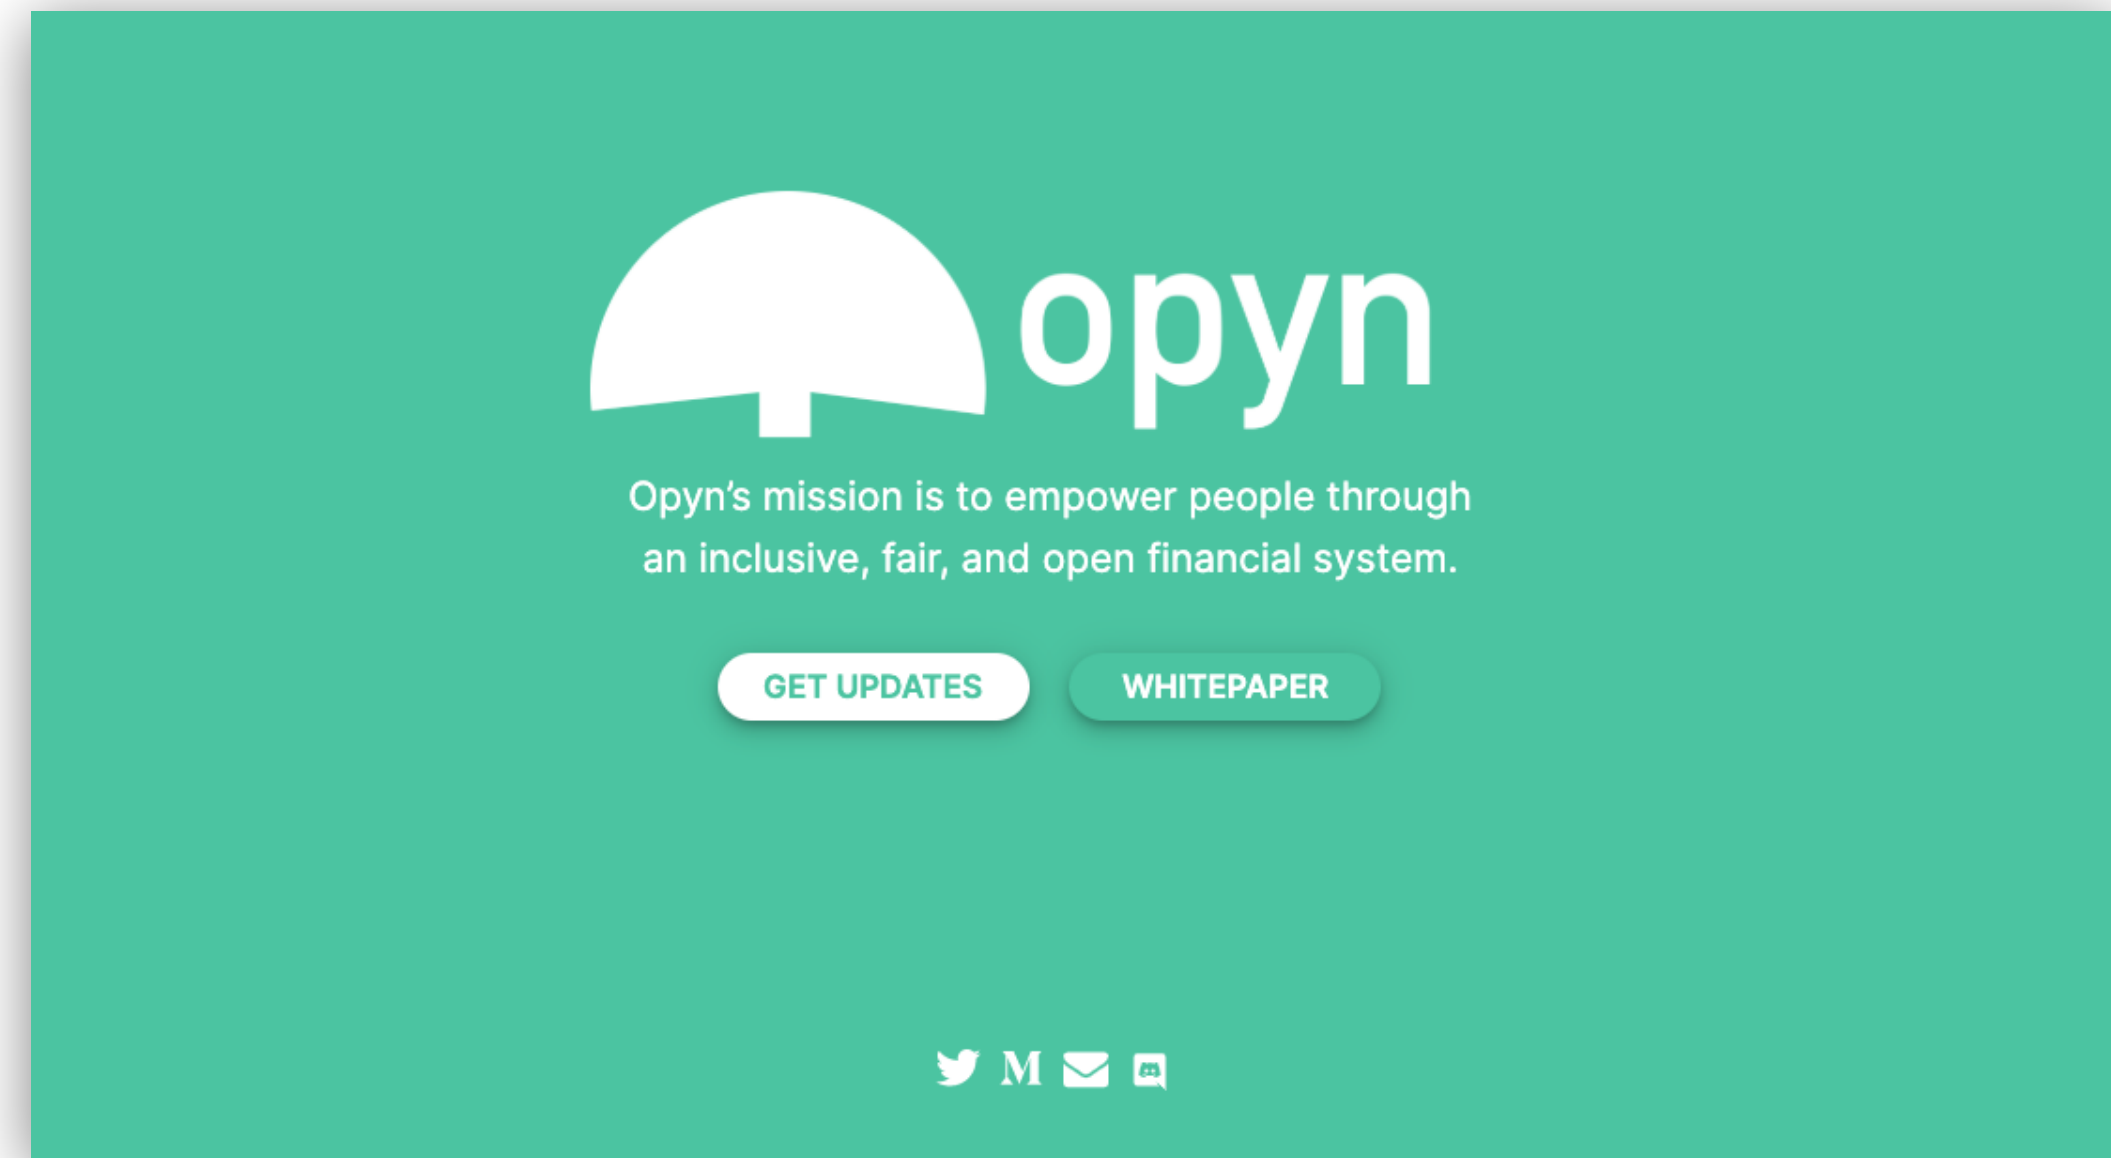 opyn
Opyn’s mission is to empower people through
an inclusive, fair, and open financial system.
GET UPDATES
WHITEPAPER